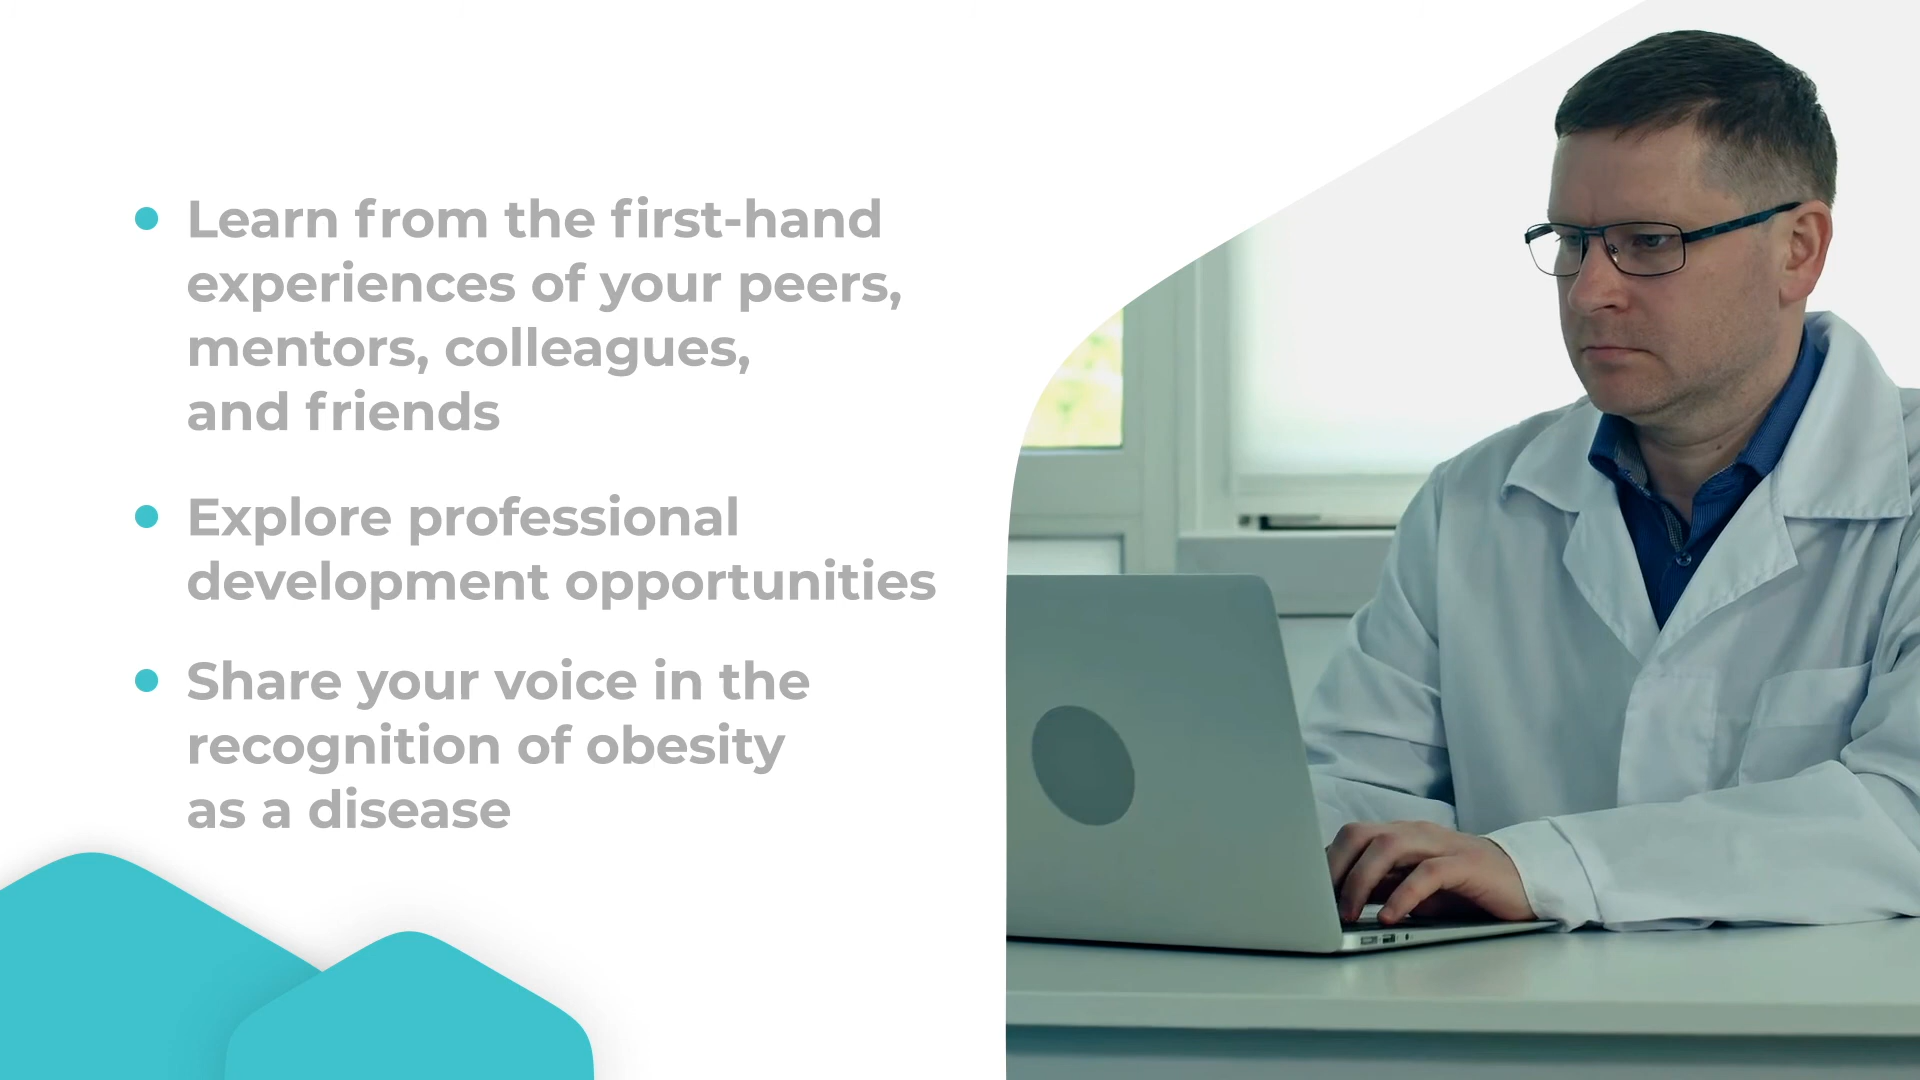 Learn from the first-hand
experiences of your peers,
mentors, colleagues,
and friends
Explore professional
development opportunities
Share your voice in the
recognition of obesity
as a disease